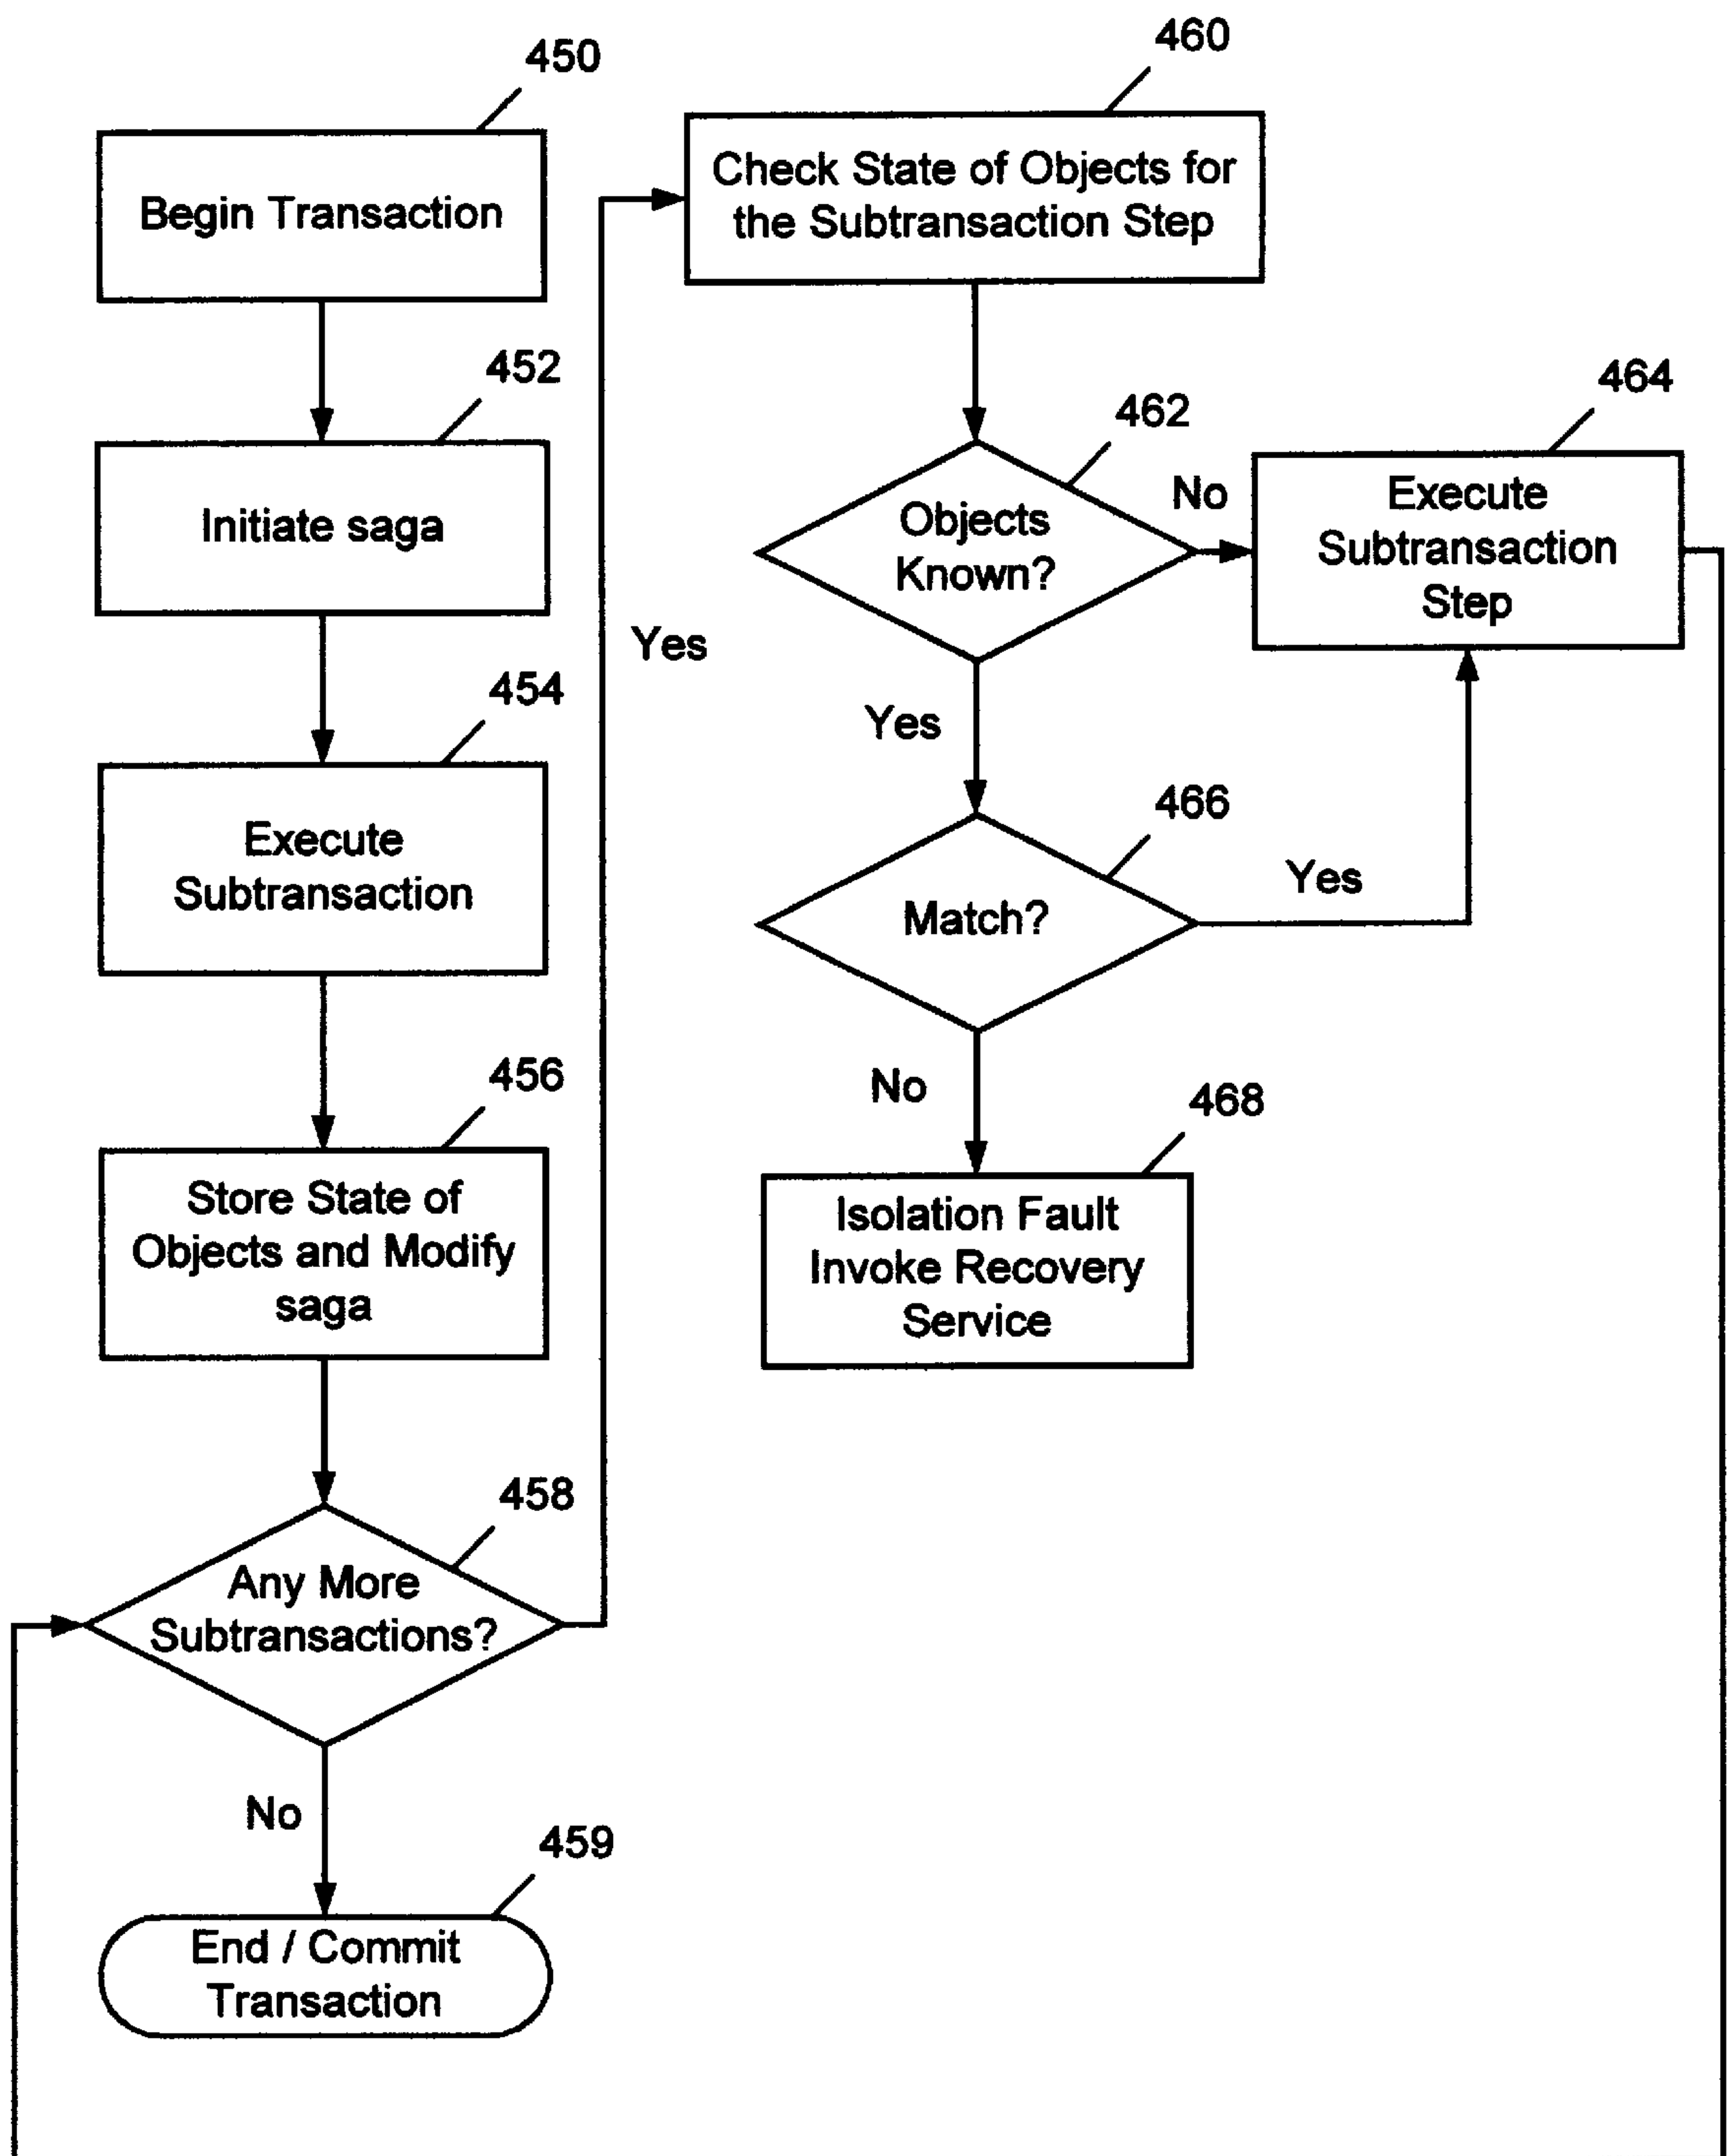 450
Begin Transaction
452
Initiate saga
454
Execute
Subtransaction
456
Store State of
Objects and Modify
saga
458
Any More
Subtransactions?
Yes
No
459
End / Commit
Transaction
460
Check State of Objects for
the Subtransaction Step
462
Objects
Known?
No
464
Execute
Subtransaction
Step
Yes
466
Match?
Yes
No
468
Isolation Fault
Invoke Recovery
Service